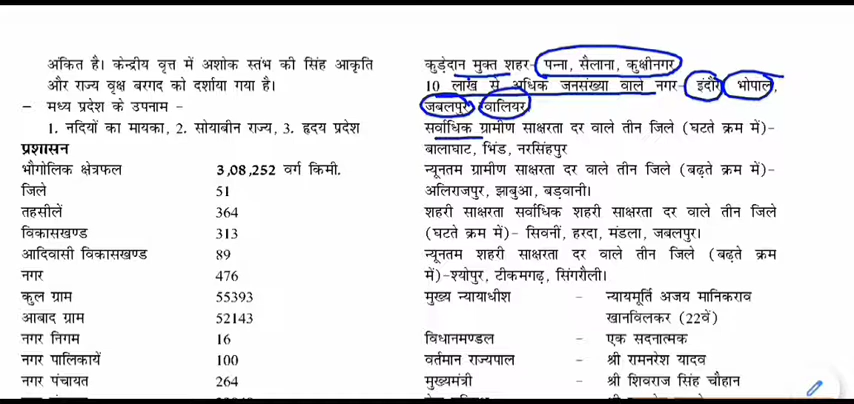 अंकित है। केन्द्रीय वृत्त में अशोक स्तंभ की सिंह आकृति
और राज्य वृक्ष बरगद को दर्शाया गया है।
– मध्य प्रदेश के उपनाम -
1. नदियों का मायका, 2. सोयाबीन राज्य, 3. हृदय प्रदेश
प्रशासन
भौगोलिक क्षेत्रफल 3,08,252 वर्ग किमी.
जिले 51
तहसीलें 364
विकासखण्ड 313
आदिवासी विकासखण्ड 89
नगर 476
कुल ग्राम 55393
आबाद ग्राम 52143
नगर निगम 16
नगर पालिकायें 100
नगर पंचायत 264
कुड़ेदान मुक्त शहर- पन्ना, सैलाना, कुक्षीनगर
10 लाख से अधिक जनसंख्या वाले नगर- इंदौर, भोपाल,
जबलपुर, ग्वालियर
सर्वाधिक ग्रामीण साक्षरता दर वाले तीन जिले (घटते क्रम में)-
बालाघाट, भिंड, नरसिंहपुर
न्यूनतम ग्रामीण साक्षरता दर वाले तीन जिले (बढ़ते क्रम में)-
अलिराजपुर, झाबुआ, बड़वानी।
शहरी साक्षरता सर्वाधिक शहरी साक्षरता दर वाले तीन जिले
(घटते क्रम में)- सिवनीं, हरदा, मंडला, जबलपुर।
न्यूनतम शहरी साक्षरता दर वाले तीन जिले (बढ़ते क्रम
में)-श्योपुर, टीकमगढ़, सिंगरौली।
मुख्य न्यायाधीश – न्यायमूर्ति अजय मानिकराव
खानविलकर (22वें)
विधानमण्डल – एक सदनात्मक
वर्तमान राज्यपाल – श्री रामनरेश यादव
मुख्यमंत्री – श्री शिवराज सिंह चौहान